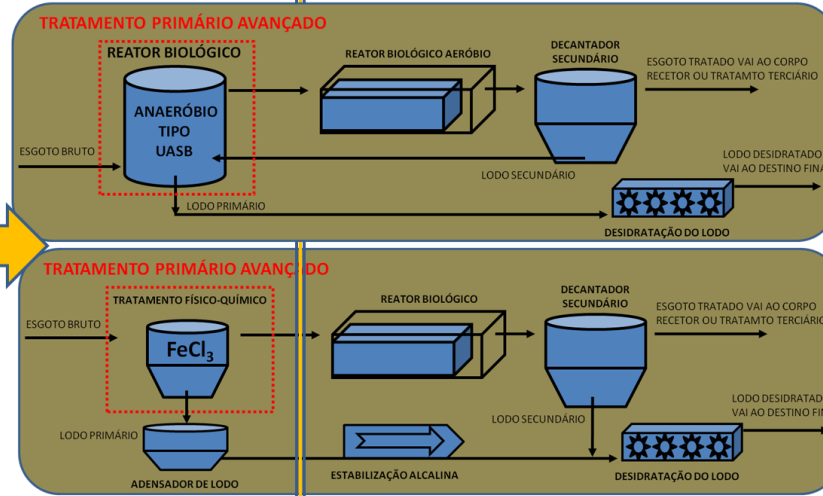 TRATAMENTO PRIMÁRIO AVANÇADO
REATOR BIOLÓGICO
ANAERÓBIO
TIPO
UASB
ESGOTO BRUTO
LODO PRIMÁRIO
REATOR BIOLÓGICO AERÓBIO
DECANTADOR
SECUNDÁRIO
ESGOTO TRATADO VAI AO CORPO
RECETOR OU TRATAMTO TERCIÁRIO
LODO SECUNDÁRIO
LODO DESIDRATADO
VAI AO DESTINO FINA
DESIDRATAÇÃO DO LODO
TRATAMENTO PRIMÁRIO AVANÇADO
TRATAMENTO FÍSICO-QUÍMICO
ESGOTO BRUTO
FeCl3
LODO PRIMÁRIO
ADENSADOR DE LODO
REATOR BIOLÓGICO
DECANTADOR
SECUNDÁRIO
ESGOTO TRATADO VAI AO CORPO
RECETOR OU TRATAMTO TERCIÁRIO
LODO SECUNDÁRIO
ESTABILIZAÇÃO ALCALINA
LODO DESIDRATAD
VAI AO DESTINO FIN
DESIDRATAÇÃO DO LODO